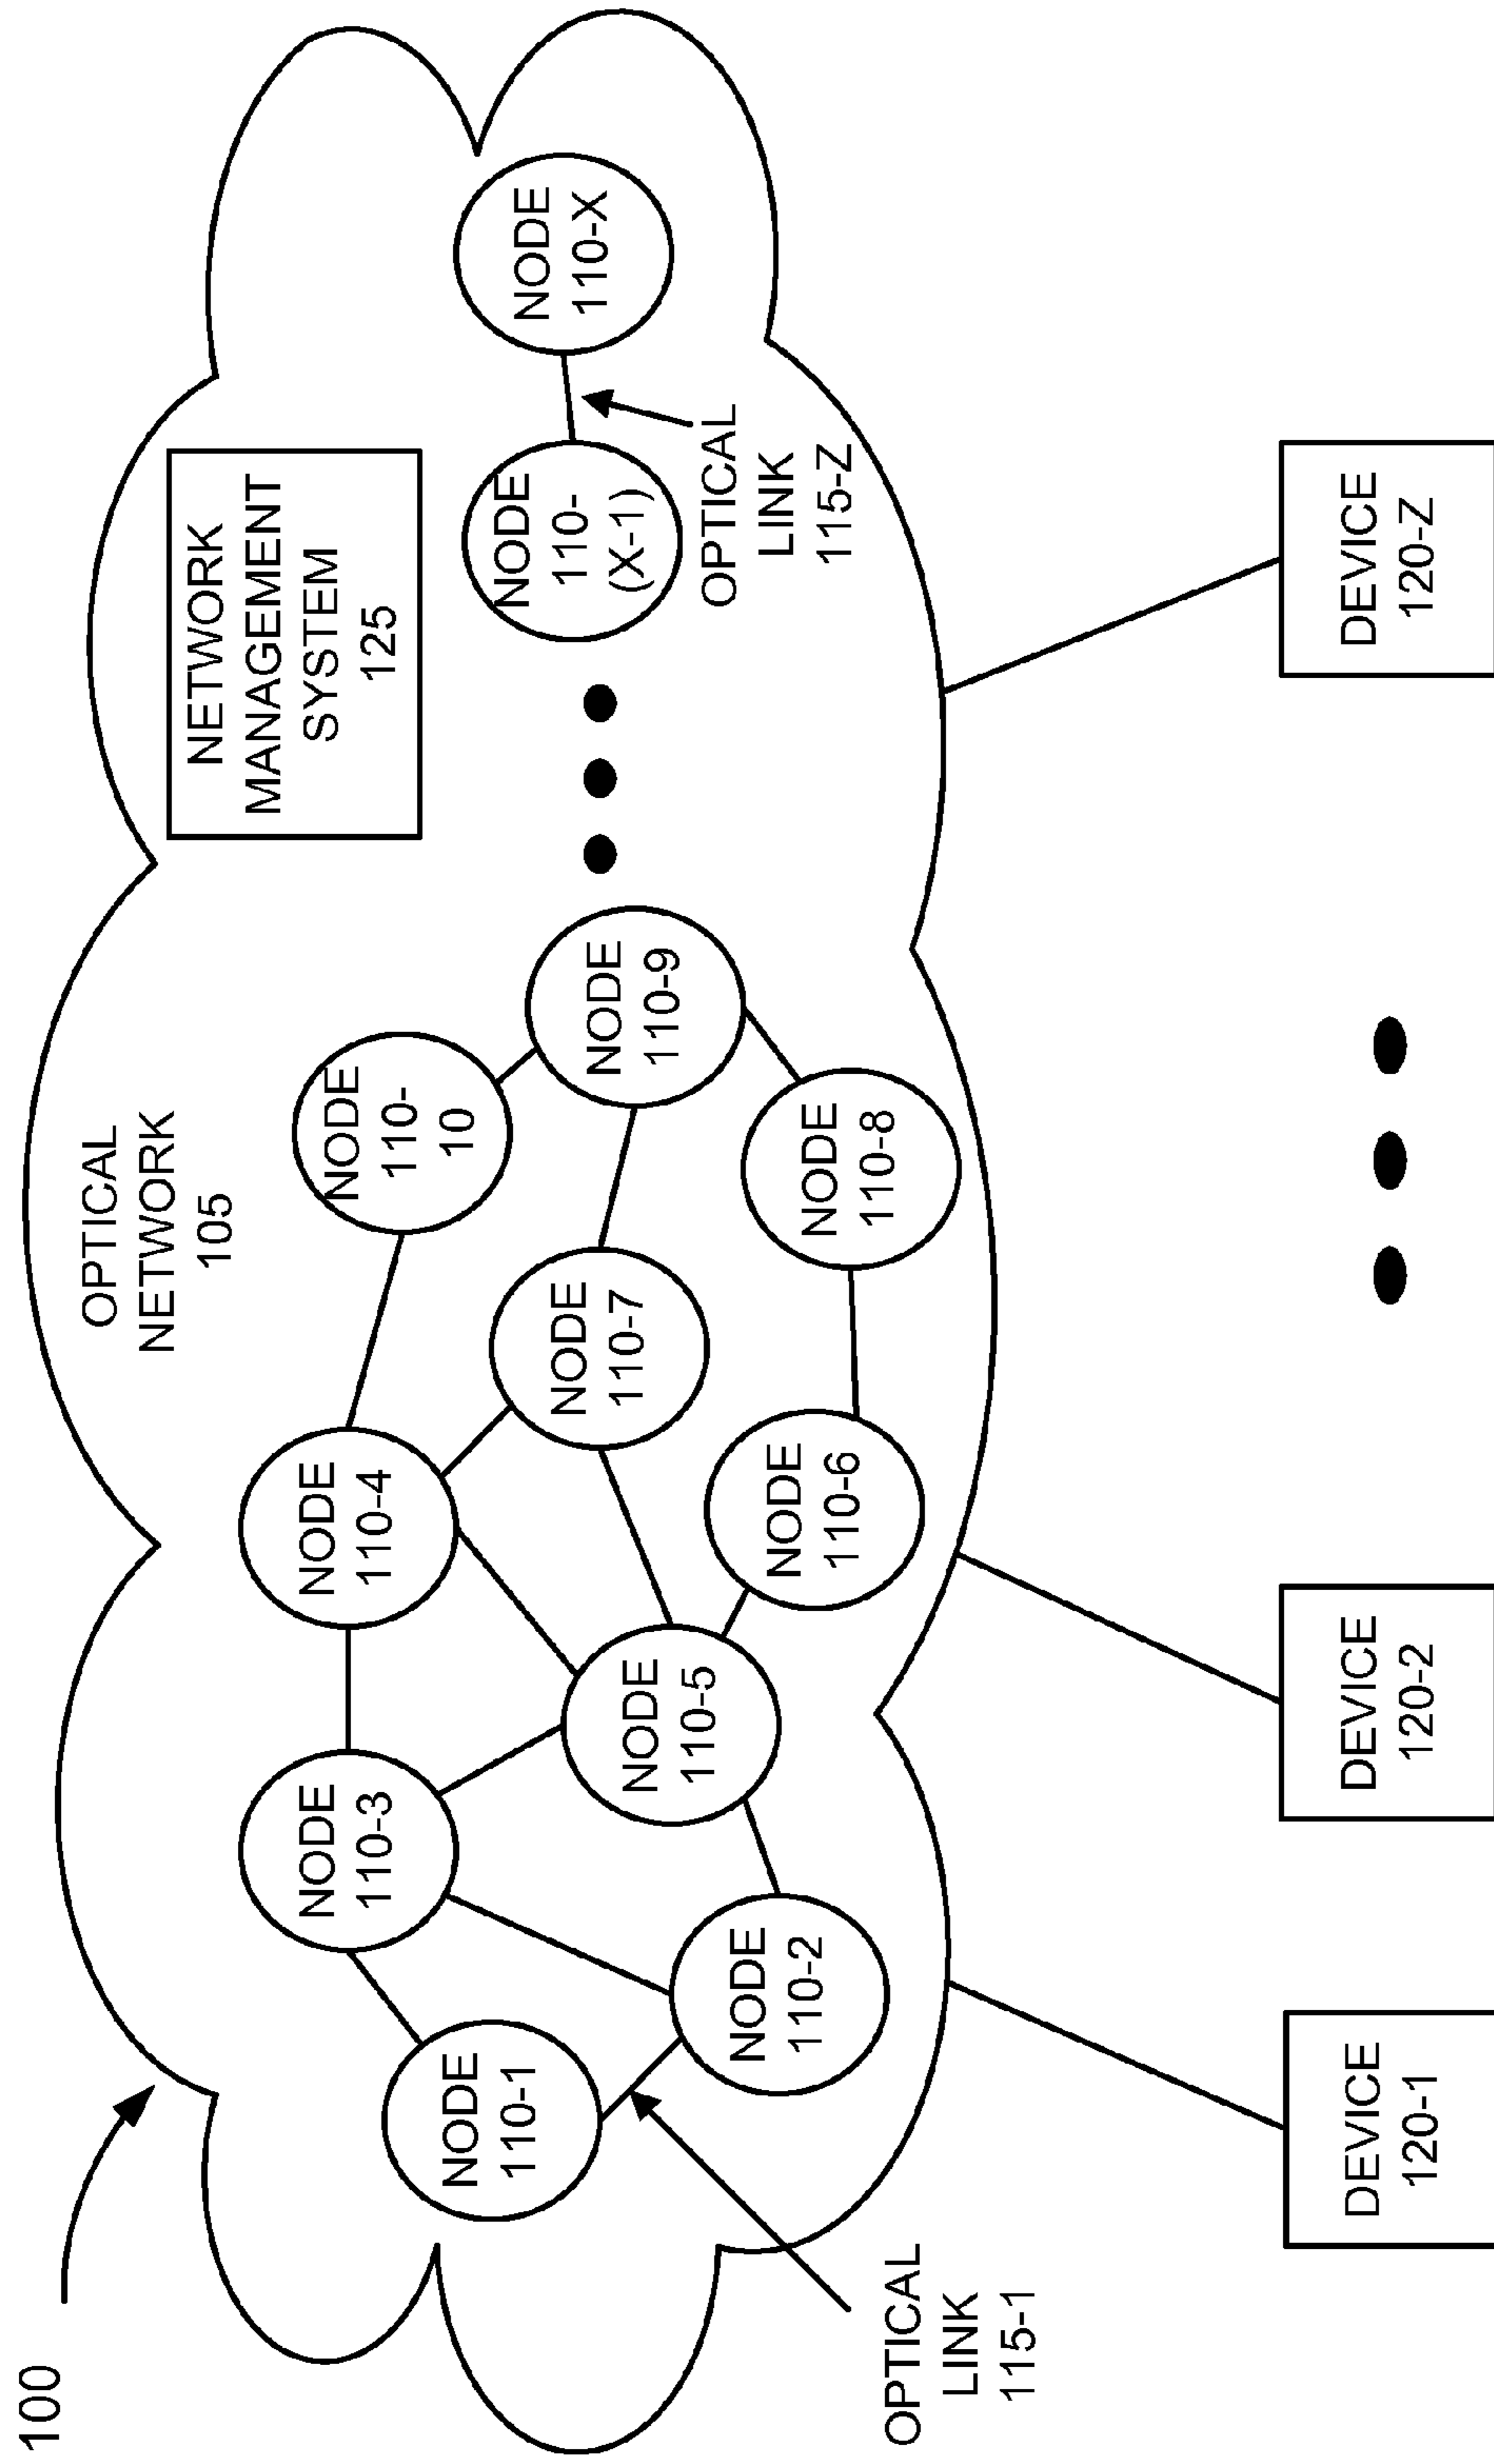 100
OPTICAL
NETWORK
105
NETWORK
MANAGEMENT
SYSTEM
125
NODE
110-1
NODE
110-2
NODE
110-3
NODE
110-4
NODE
110-5
NODE
110-6
NODE
110-7
NODE
110-8
NODE
110-9
NODE
110-
10
NODE
110-
(X-1)
NODE
110-X
OPTICAL
LINK
115-1
OPTICAL
LINK
115-Z
DEVICE
120-1
DEVICE
120-2
DEVICE
120-Z